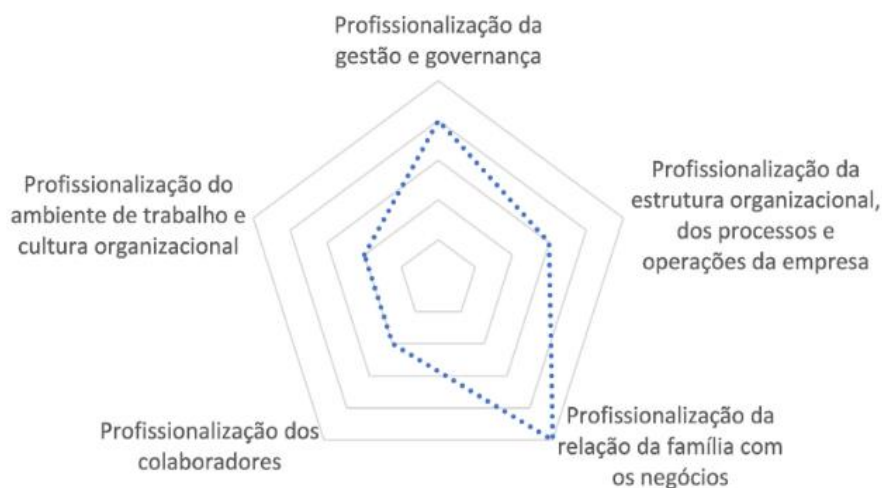 Profissionalização da
gestão e governança
Profissionalização da
estrutura organizacional,
dos processos e
operações da empresa
Profissionalização da
relação da família com
os negócios
Profissionalização dos
colaboradores
Profissionalização do
ambiente de trabalho e
cultura organizacional